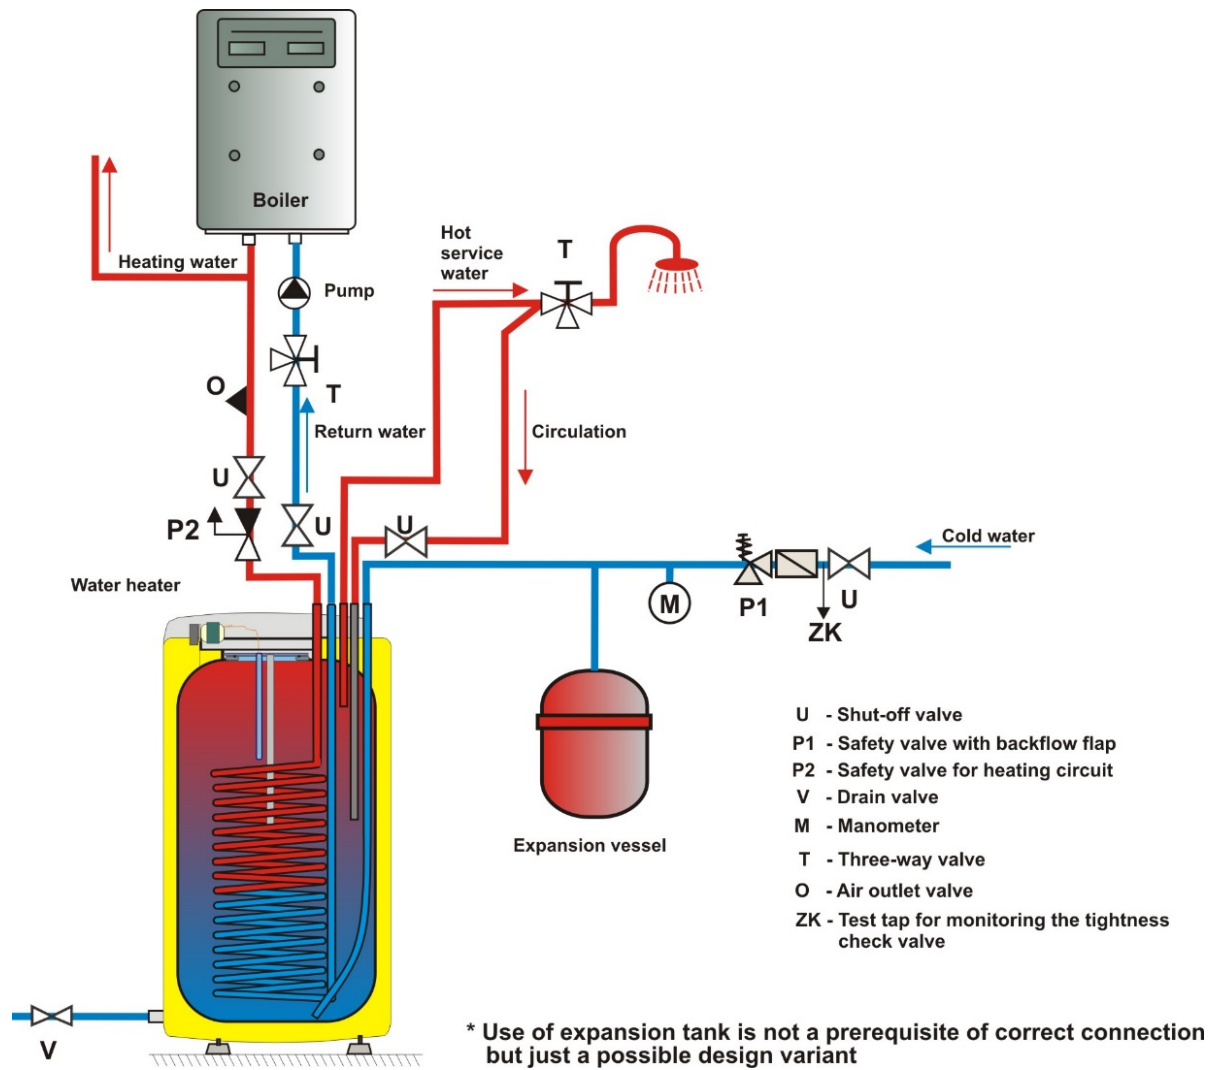 Boiler
Heating water
Pump
Hot
service
water
T
O
T
Return water
Circulation
U
P2
U
U
Cold water
Water heater
M
P1
U
ZK
Expansion vessel
U - Shut-off valve
P1 - Safety valve with backflow flap
P2 - Safety valve for heating circuit
V - Drain valve
M - Manometer
T - Three-way valve
O - Air outlet valve
ZK - Test tap for monitoring the tightness
check valve
V
* Use of expansion tank is not a prerequisite of correct connection
but just a possible design variant